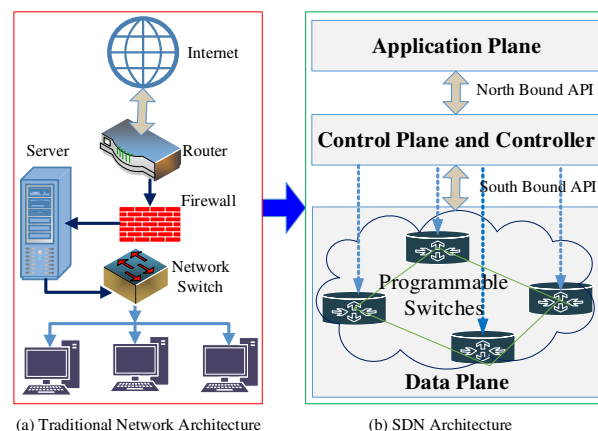 Internet
Router
Server
Firewall
Network
Switch
(a) Traditional Network Architecture
Application Plane
North Bound API
Control Plane and Controller
South Bound API
Programmable
Switches
Data Plane
(b) SDN Architecture